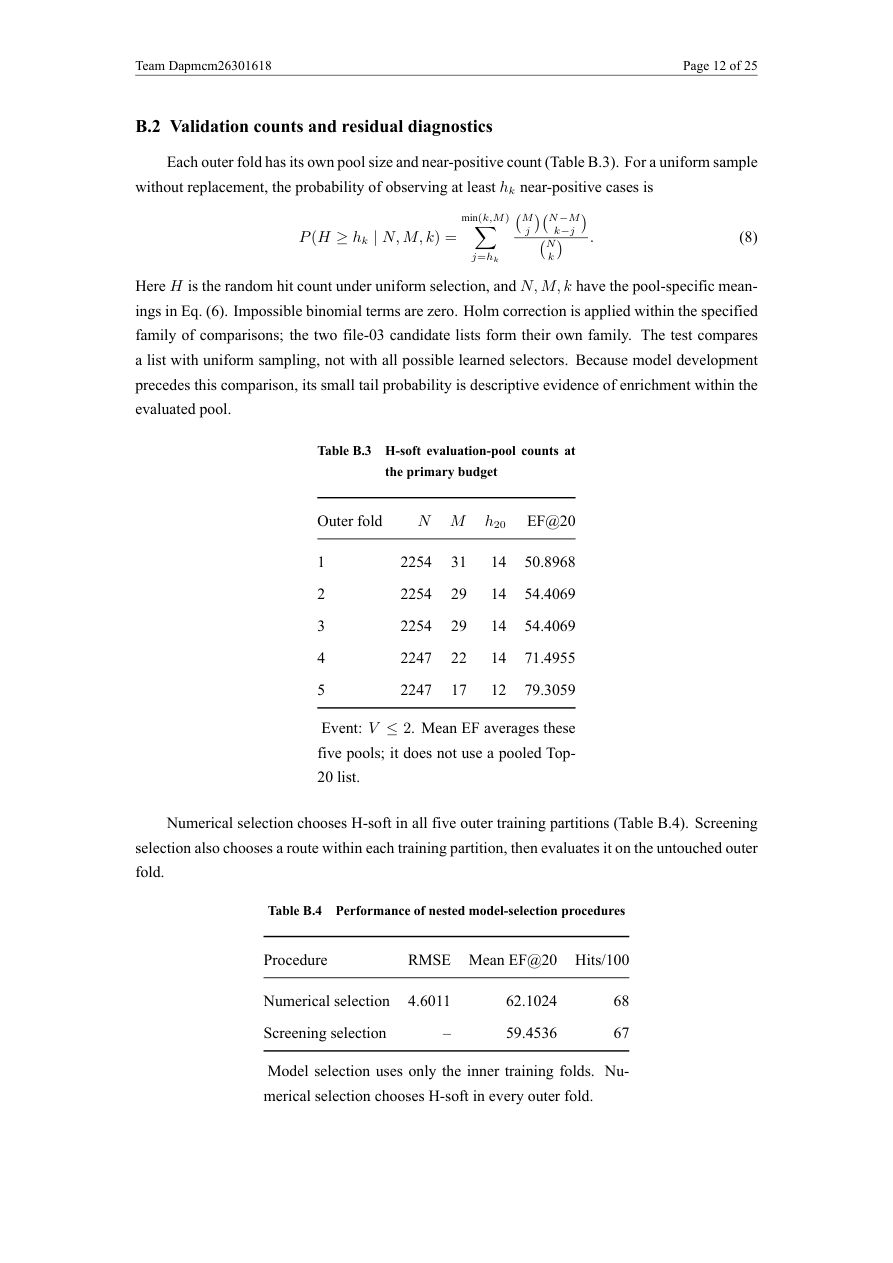 Team Dapmcm26301618 Page 12 of 25
B.2 Validation counts and residual diagnostics
Each outer fold has its own pool size and near-positive count (Table B.3). For a uniform sample
without replacement, the probability of observing at least h_k near-positive cases is
P(H ≥ h_k | N, M, k) = \sum_{j=h_k}^{min(k,M)} \frac{\binom{M}{j}\binom{N−M}{k−j}}{\binom{N}{k}}. (8)
Here H is the random hit count under uniform selection, and N, M, k have the pool-specific mean-
ings in Eq. (6). Impossible binomial terms are zero. Holm correction is applied within the specified
family of comparisons; the two file-03 candidate lists form their own family. The test compares
a list with uniform sampling, not with all possible learned selectors. Because model development
precedes this comparison, its small tail probability is descriptive evidence of enrichment within the
evaluated pool.
Table B.3 H-soft evaluation-pool counts at
the primary budget
Outer fold N M h_20 EF@20
1 2254 31 14 50.8968
2 2254 29 14 54.4069
3 2254 29 14 54.4069
4 2247 22 14 71.4955
5 2247 17 12 79.3059
Event: V ≤ 2. Mean EF averages these
five pools; it does not use a pooled Top-
20 list.
Numerical selection chooses H-soft in all five outer training partitions (Table B.4). Screening
selection also chooses a route within each training partition, then evaluates it on the untouched outer
fold.
Table B.4 Performance of nested model-selection procedures
Procedure RMSE Mean EF@20 Hits/100
Numerical selection 4.6011 62.1024 68
Screening selection – 59.4536 67
Model selection uses only the inner training folds. Nu-
merical selection chooses H-soft in every outer fold.